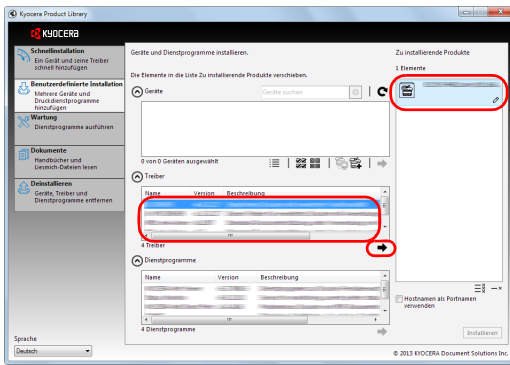 Kyocera Product Library
KYOCERA
Schnellinstallation
Ein Gerät und seine Treiber
schnell hinzufügen
Benutzerdefinierte Installation
Mehrere Geräte und
Druckdienstprogramme
hinzufügen
Wartung
Dienstprogramme ausführen
Dokumente
Handbücher und
Liesmich-Dateien lesen
Deinstallieren
Geräte, Treiber und
Dienstprogramme entfernen
Sprache
Deutsch
Geräte und Dienstprogramme installieren.
Die Elemente in die Liste Zu installierende Produkte verschieben.
Geräte
Geräte suchen
0 von 0 Geräten ausgewählt
Treiber
Name Version Beschreibung
4 Treiber
Dienstprogramme
Name Version Beschreibung
4 Dienstprogramme
Zu installierende Produkte
1 Elemente
Hostnamen als Portnamen
verwenden
Installieren
© 2013 KYOCERA Document Solutions Inc.